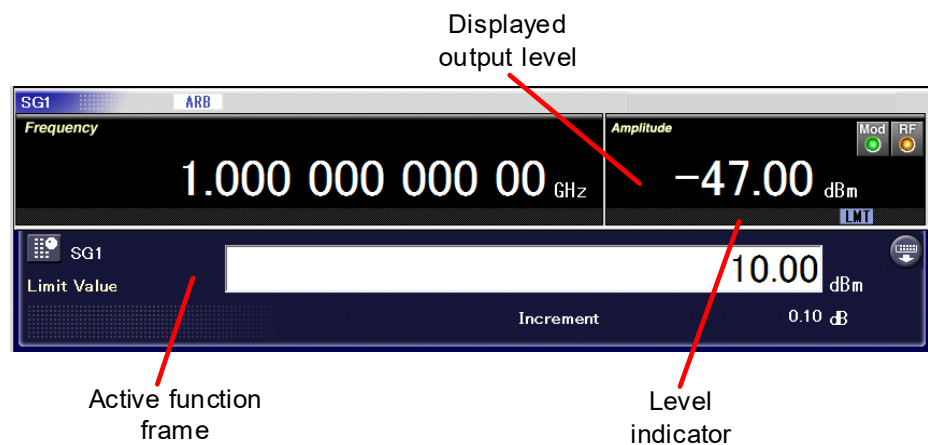 Displayed
output level
SG1 ARB
Frequency
Amplitude
Mod RF
1.000 000 000 00 GHz
-47.00 dBm
LMT
SG1
Limit Value
10.00 dBm
Increment 0.10 dB
Active function
frame
Level
indicator